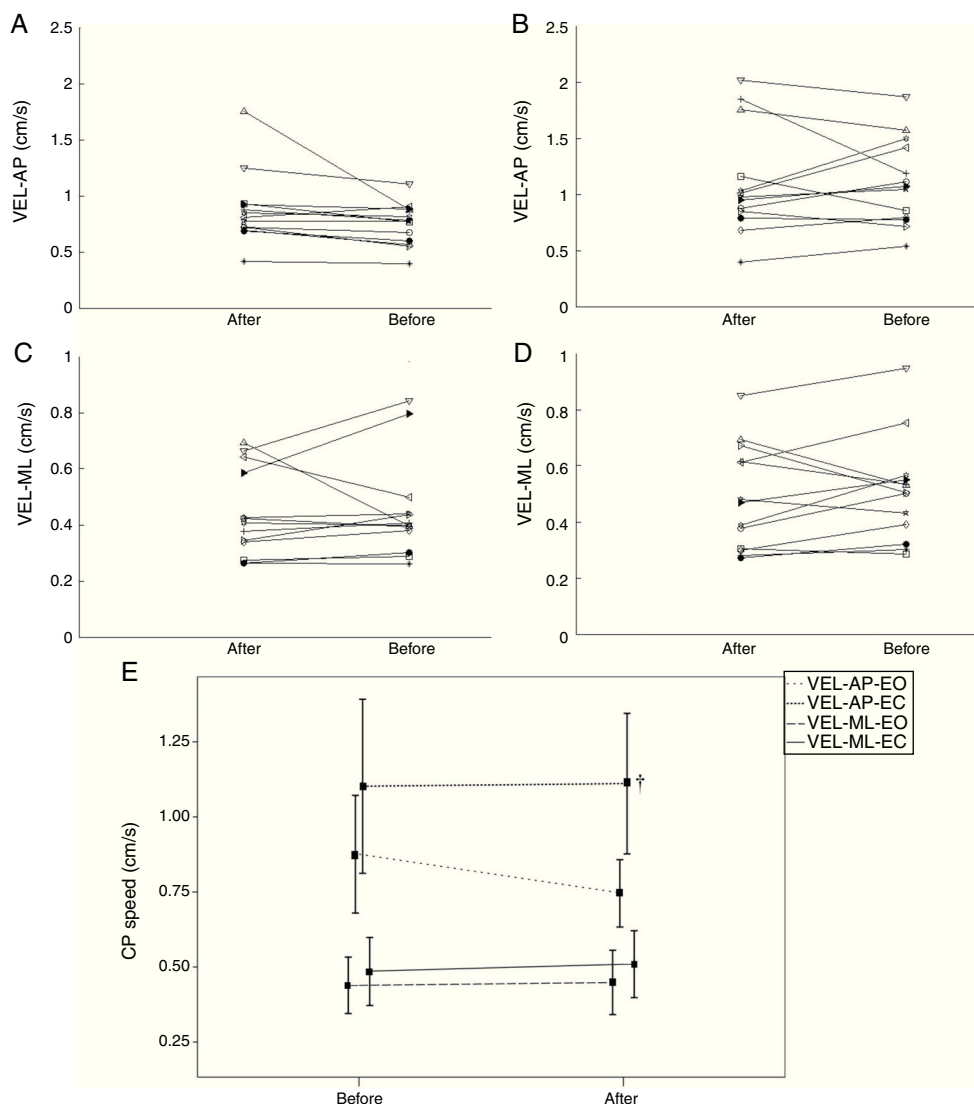 A
2.5
2
1.5
1
0.5
0
VEL-AP (cm/s)
After
Before
B
2.5
2
1.5
1
0.5
0
VEL-AP (cm/s)
After
Before
C
1
0.8
0.6
0.4
0.2
0
VEL-ML (cm/s)
After
Before
D
1
0.8
0.6
0.4
0.2
0
VEL-ML (cm/s)
After
Before
E
1.25
1.00
0.75
0.50
0.25
CP speed (cm/s)
†
Before
After
VEL-AP-EO
VEL-AP-EC
VEL-ML-EO
VEL-ML-EC